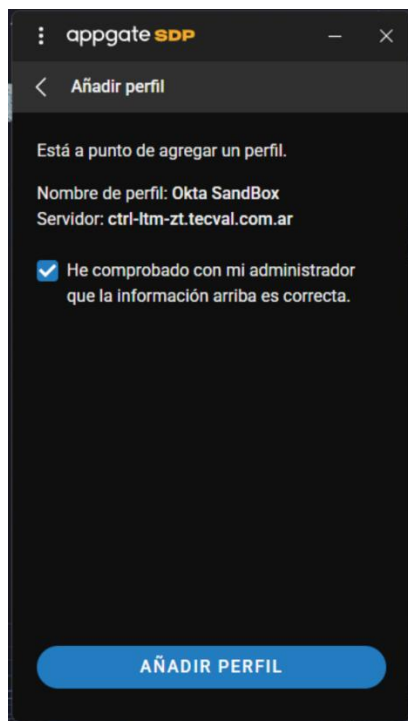 appgate SDP
Añadir perfil
Está a punto de agregar un perfil.
Nombre de perfil: Okta SandBox
Servidor: ctrl-ltm-zt.tecval.com.ar
He comprobado con mi administrador
que la información arriba es correcta.
AÑADIR PERFIL